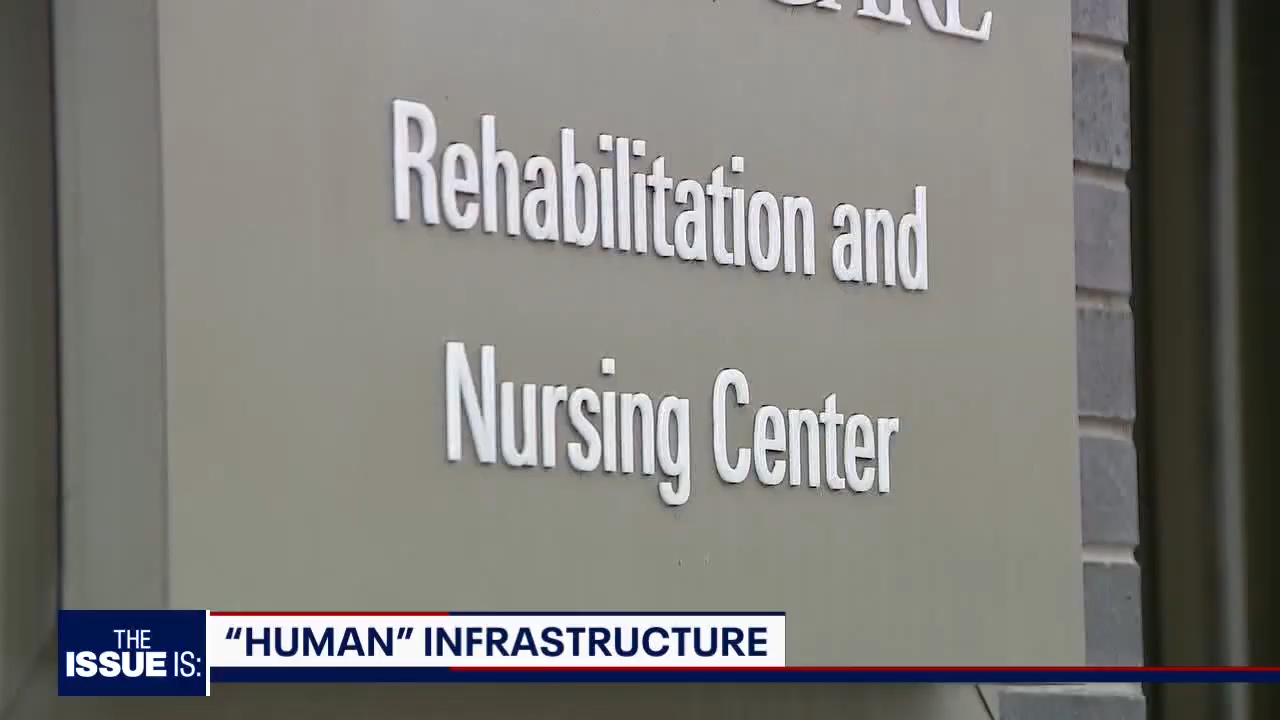 Rehabilitation and
Nursing Center
THE
ISSUE IS:
“HUMAN” INFRASTRUCTURE